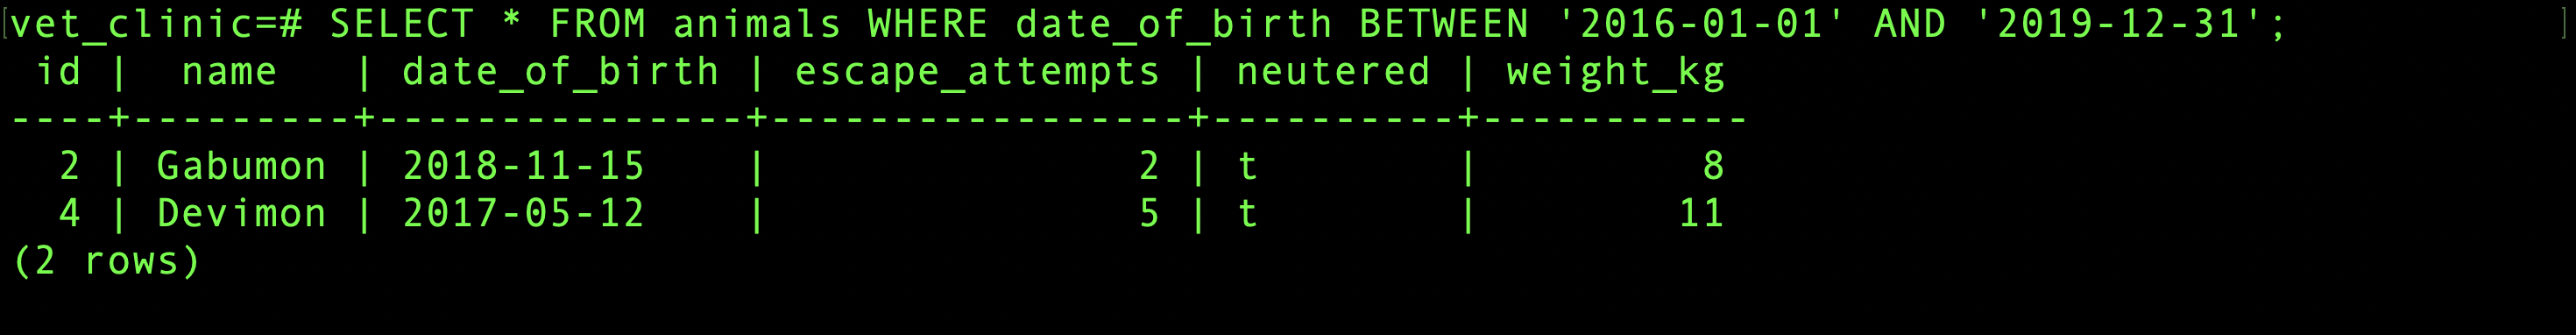 [vet_clinic=# SELECT * FROM animals WHERE date_of_birth BETWEEN '2016-01-01' AND '2019-12-31'; ]
 id |  name   | date_of_birth | escape_attempts | neutered | weight_kg
----+---------+---------------+-----------------+----------+-----------
  2 | Gabumon | 2018-11-15    |               2 | t        |         8
  4 | Devimon | 2017-05-12    |               5 | t        |        11
(2 rows)